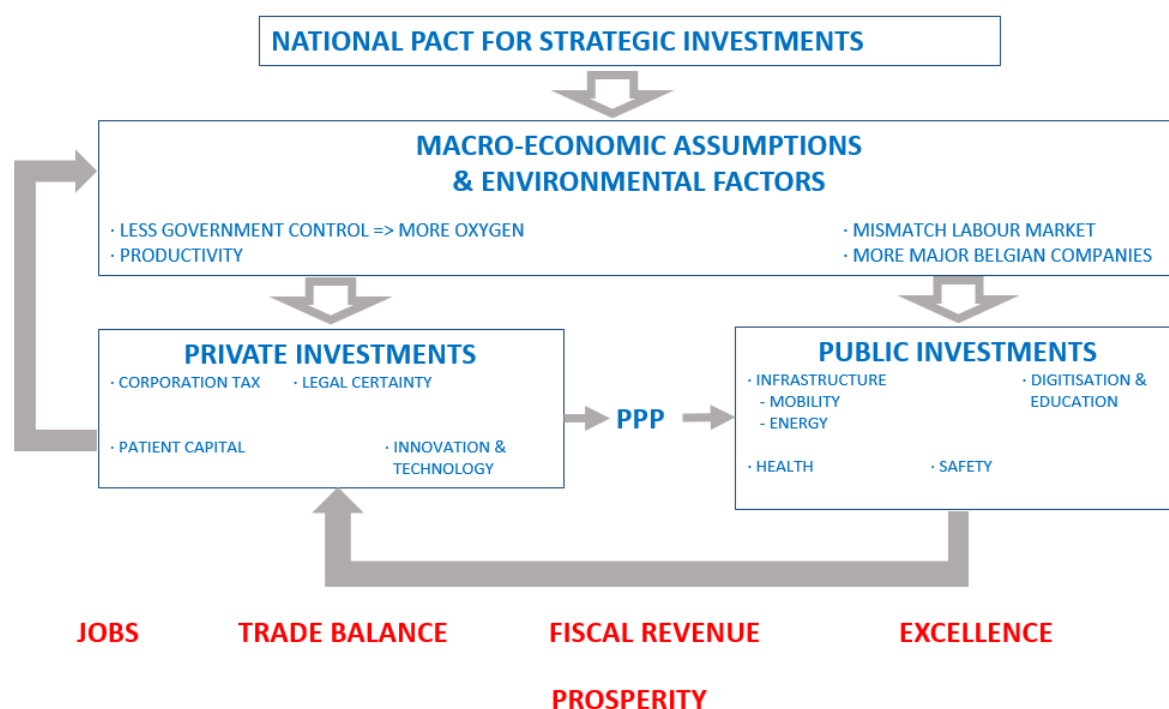 NATIONAL PACT FOR STRATEGIC INVESTMENTS
MACRO-ECONOMIC ASSUMPTIONS
& ENVIRONMENTAL FACTORS
· LESS GOVERNMENT CONTROL => MORE OXYGEN
· PRODUCTIVITY
· MISMATCH LABOUR MARKET
· MORE MAJOR BELGIAN COMPANIES
PRIVATE INVESTMENTS
· CORPORATION TAX
· LEGAL CERTAINTY
· PATIENT CAPITAL
· INNOVATION &
TECHNOLOGY
PPP
PUBLIC INVESTMENTS
· INFRASTRUCTURE
- MOBILITY
- ENERGY
· DIGITISATION &
EDUCATION
· HEALTH
· SAFETY
JOBS
TRADE BALANCE
FISCAL REVENUE
EXCELLENCE
PROSPERITY